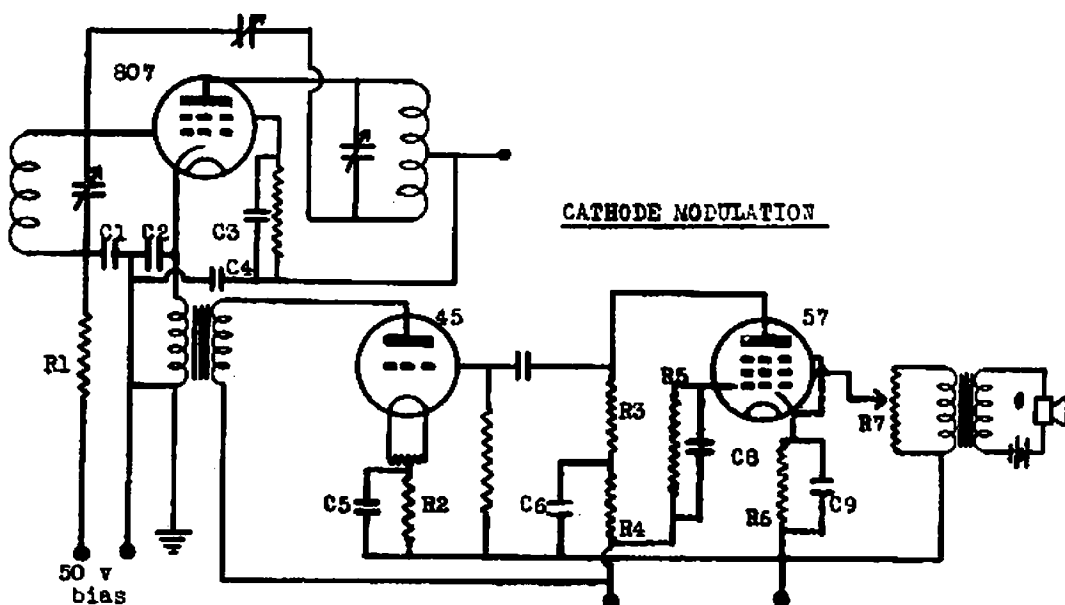 807
CATHODE MODULATION
C1
C2
C3
C4
45
57
R1
R3
R5
R7
C5
R2
C6
R4
C8
R6
C9
50 v
bias